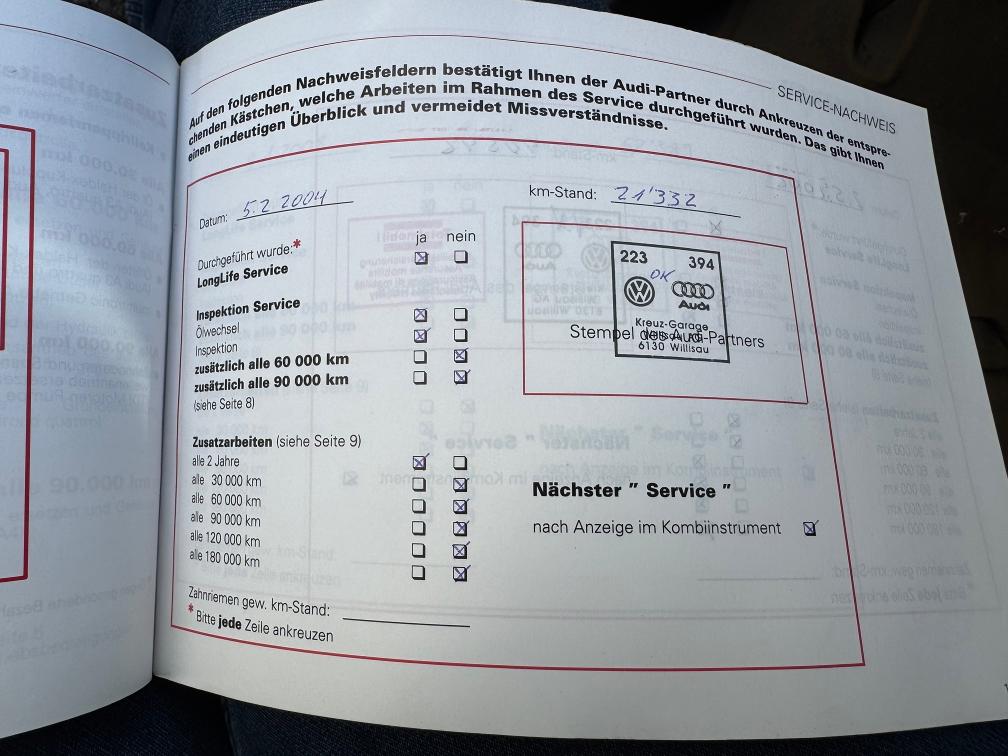 SERVICE-NACHWEIS
Auf den folgenden Nachweisfeldern bestätigt Ihnen der Audi-Partner durch Ankreuzen der entspre-
chenden Kästchen, welche Arbeiten im Rahmen des Service durchgeführt wurden. Das gibt Ihnen
einen eindeutigen Überblick und vermeidet Missverständnisse.
Datum: 5.2.2004
km-Stand: 21'332
ja nein
Durchgeführt wurde:*
LongLife Service
Inspektion Service
Ölwechsel
Inspektion
zusätzlich alle 60 000 km
zusätzlich alle 90 000 km
(siehe Seite 8)
Zusatzarbeiten (siehe Seite 9)
alle 2 Jahre
alle 30 000 km
alle 60 000 km
alle 90 000 km
alle 120 000 km
alle 180 000 km
Zahnriemen gew. km-Stand:
* Bitte jede Zeile ankreuzen
223 394
OK
Audi
Kreuz-Garage
Willisau AG
6130 Willisau
Stempel des Audi-Partners
Nächster " Service "
nach Anzeige im Kombiinstrument